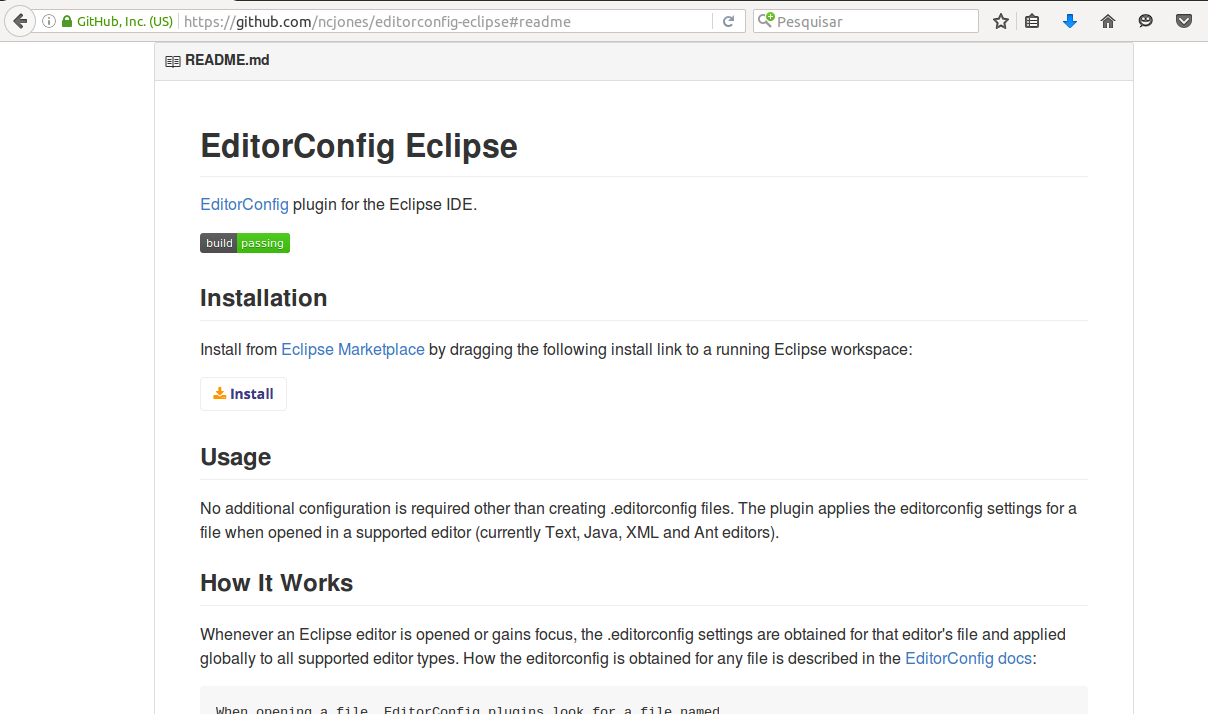 GitHub, Inc. (US) https://github.com/ncjones/editorconfig-eclipse#readme Pesquisar
README.md
EditorConfig Eclipse
EditorConfig plugin for the Eclipse IDE.
build passing
Installation
Install from Eclipse Marketplace by dragging the following install link to a running Eclipse workspace:
Install
Usage
No additional configuration is required other than creating .editorconfig files. The plugin applies the editorconfig settings for a
file when opened in a supported editor (currently Text, Java, XML and Ant editors).
How It Works
Whenever an Eclipse editor is opened or gains focus, the .editorconfig settings are obtained for that editor's file and applied
globally to all supported editor types. How the editorconfig is obtained for any file is described in the EditorConfig docs:
When opening a file, EditorConfig plugins look for a file named